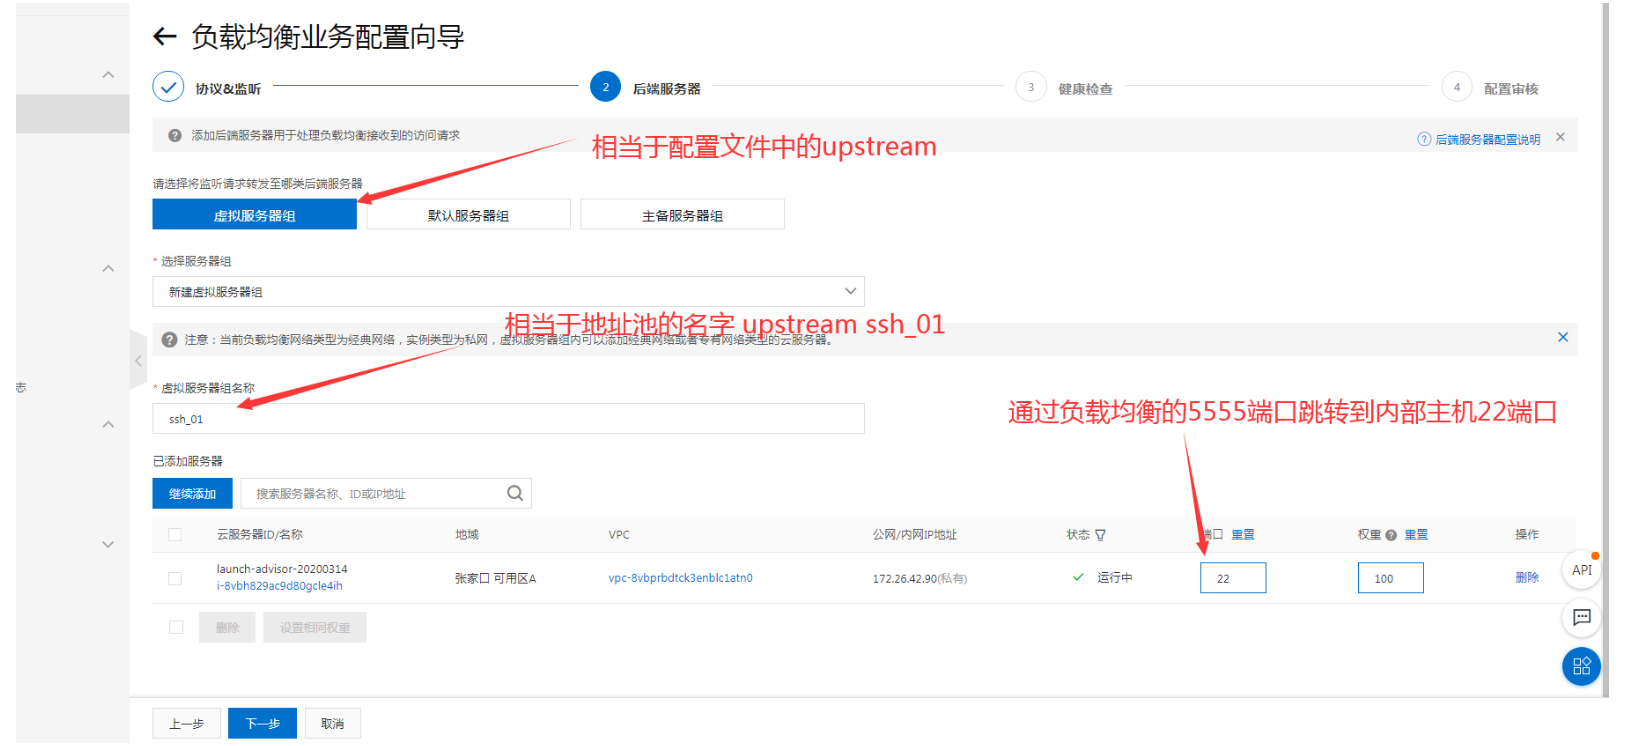 负载均衡业务配置向导
协议&监听
2 后端服务器
3 健康检查
4 配置审核
添加后端服务器用于处理负载均衡接收到的访问请求
后端服务器配置说明
相当于配置文件中的upstream
请选择将监听请求转发至哪类后端服务器
虚拟服务器组 默认服务器组 主备服务器组
* 选择服务器组
新建虚拟服务器组
相当于地址池的名字 upstream ssh_01
注意：当前负载均衡网络类型为经典网络，实例类型为私网，虚拟服务器组内可以添加经典网络或者专有网络类型的云服务器。
志
* 虚拟服务器组名称
ssh_01
通过负载均衡的5555端口跳转到内部主机22端口
已添加服务器
继续添加 搜索服务器名称、ID或IP地址
云服务器ID/名称 地域 VPC 公网/内网IP地址 状态 端口 重置 权重 重置 操作
launch-advisor-20200314
i-8vbh829ac9d80gcle4ih
张家口 可用区A vpc-8vbprbdtck3enblc1atn0 172.26.42.90(私有) 运行中 22 100 删除
API
删除 设置相同权重
上一步 下一步 取消